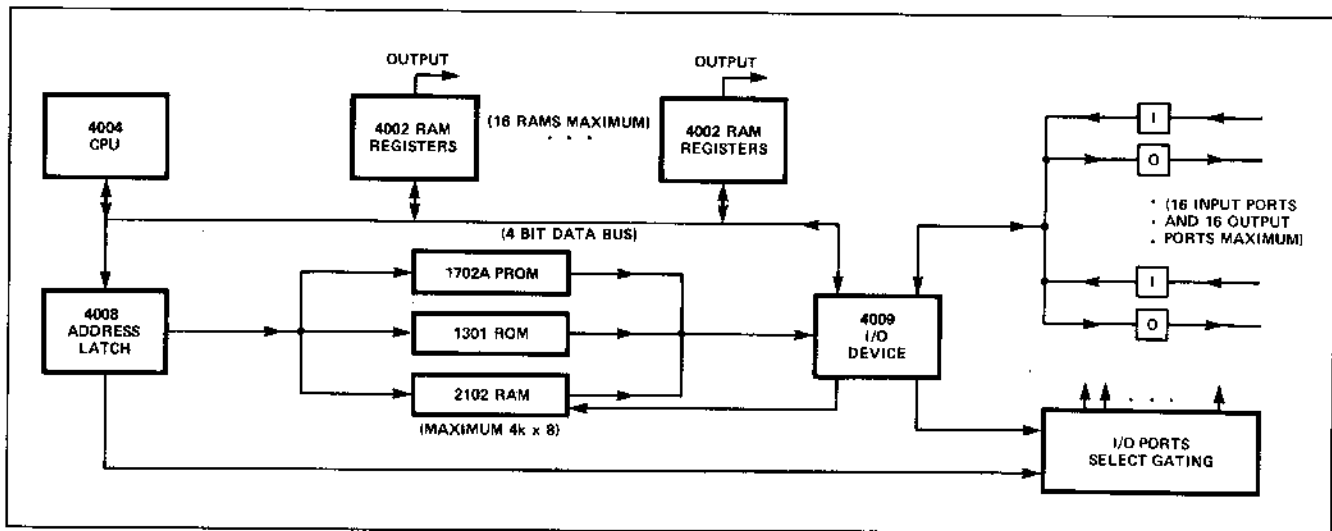 OUTPUT
OUTPUT
4004
CPU
4002 RAM
REGISTERS
(16 RAMS MAXIMUM)
. . .
4002 RAM
REGISTERS
I
O
(16 INPUT PORTS
AND 16 OUTPUT
PORTS MAXIMUM)
I
O
(4 BIT DATA BUS)
4008
ADDRESS
LATCH
1702A PROM
1301 ROM
2102 RAM
(MAXIMUM 4k x 8)
4009
I/O
DEVICE
. . .
I/O PORTS
SELECT GATING